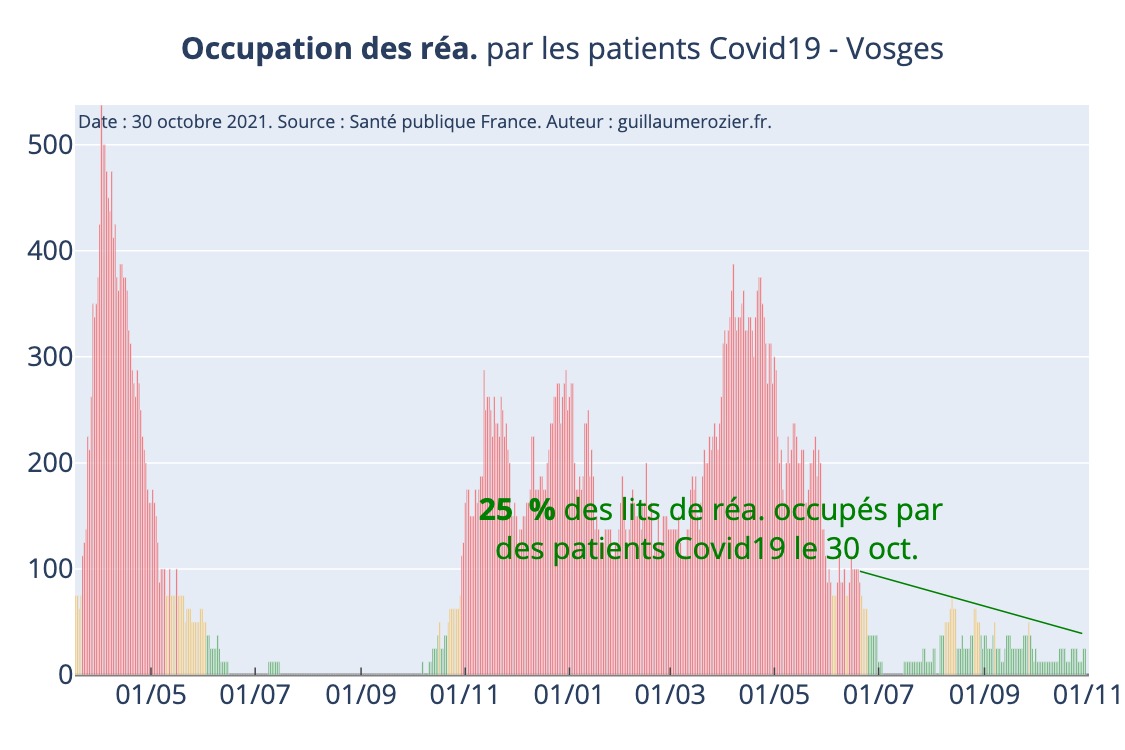 Occupation des réa. par les patients Covid19 - Vosges
Date : 30 octobre 2021. Source : Santé publique France. Auteur : guillaumerozier.fr.
500
400
300
200
100
0
25 % des lits de réa. occupés par
des patients Covid19 le 30 oct.
01/05 01/07 01/09 01/11 01/01 01/03 01/05 01/07 01/09 01/11